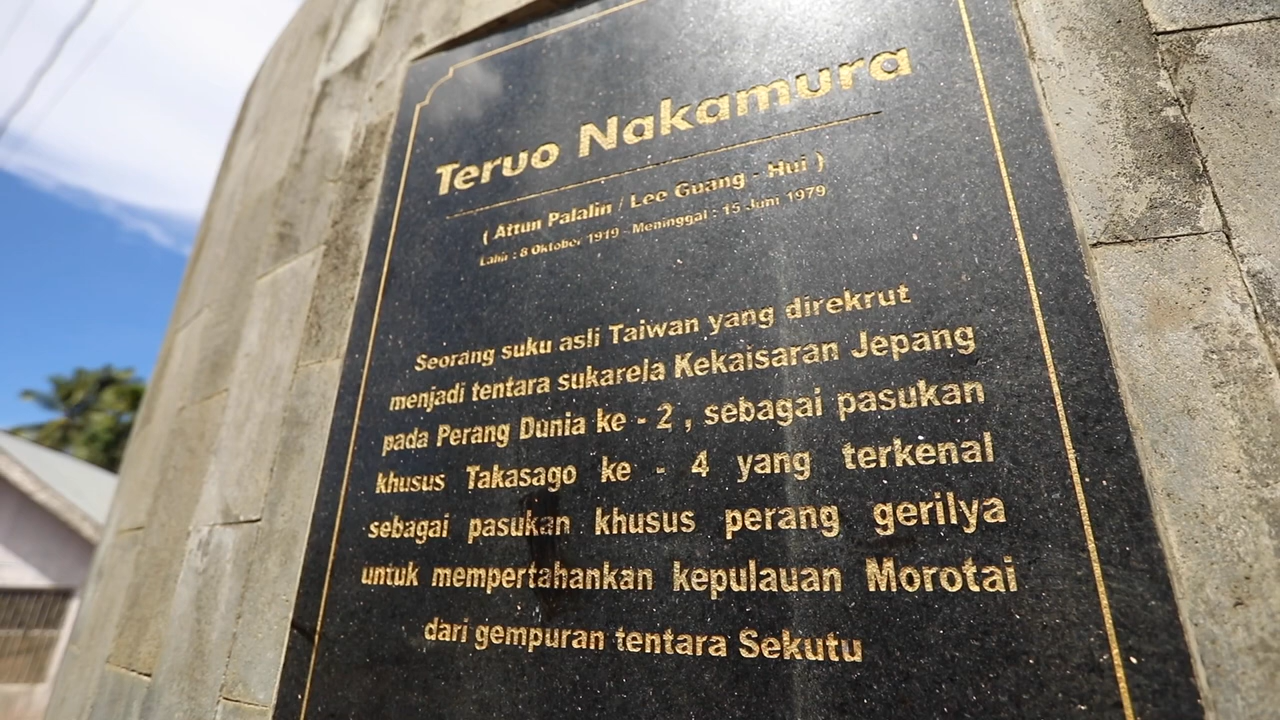 Teruo Nakamura
( Attun Palalin / Lee Guang - Hui )
Lahir : 8 Oktober 1919 - Meninggal : 15 Juni 1979
Seorang suku asli Taiwan yang direkrut
menjadi tentara sukarela Kekaisaran Jepang
pada Perang Dunia ke - 2 , sebagai pasukan
khusus Takasago ke - 4 yang terkenal
sebagai pasukan khusus perang gerilya
untuk mempertahankan kepulauan Morotai
dari gempuran tentara Sekutu